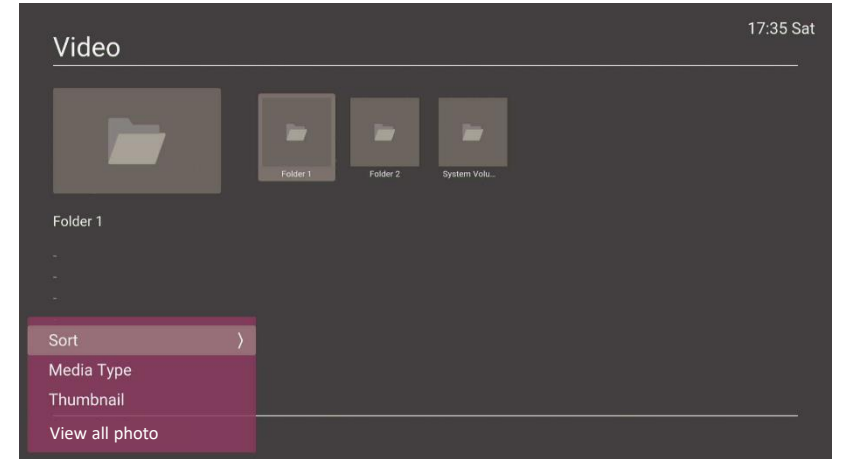 17:35 Sat
Video
Folder 1
Folder 2
System Volu...
Folder 1
-
-
-
Sort 〉
Media Type
Thumbnail
View all photo